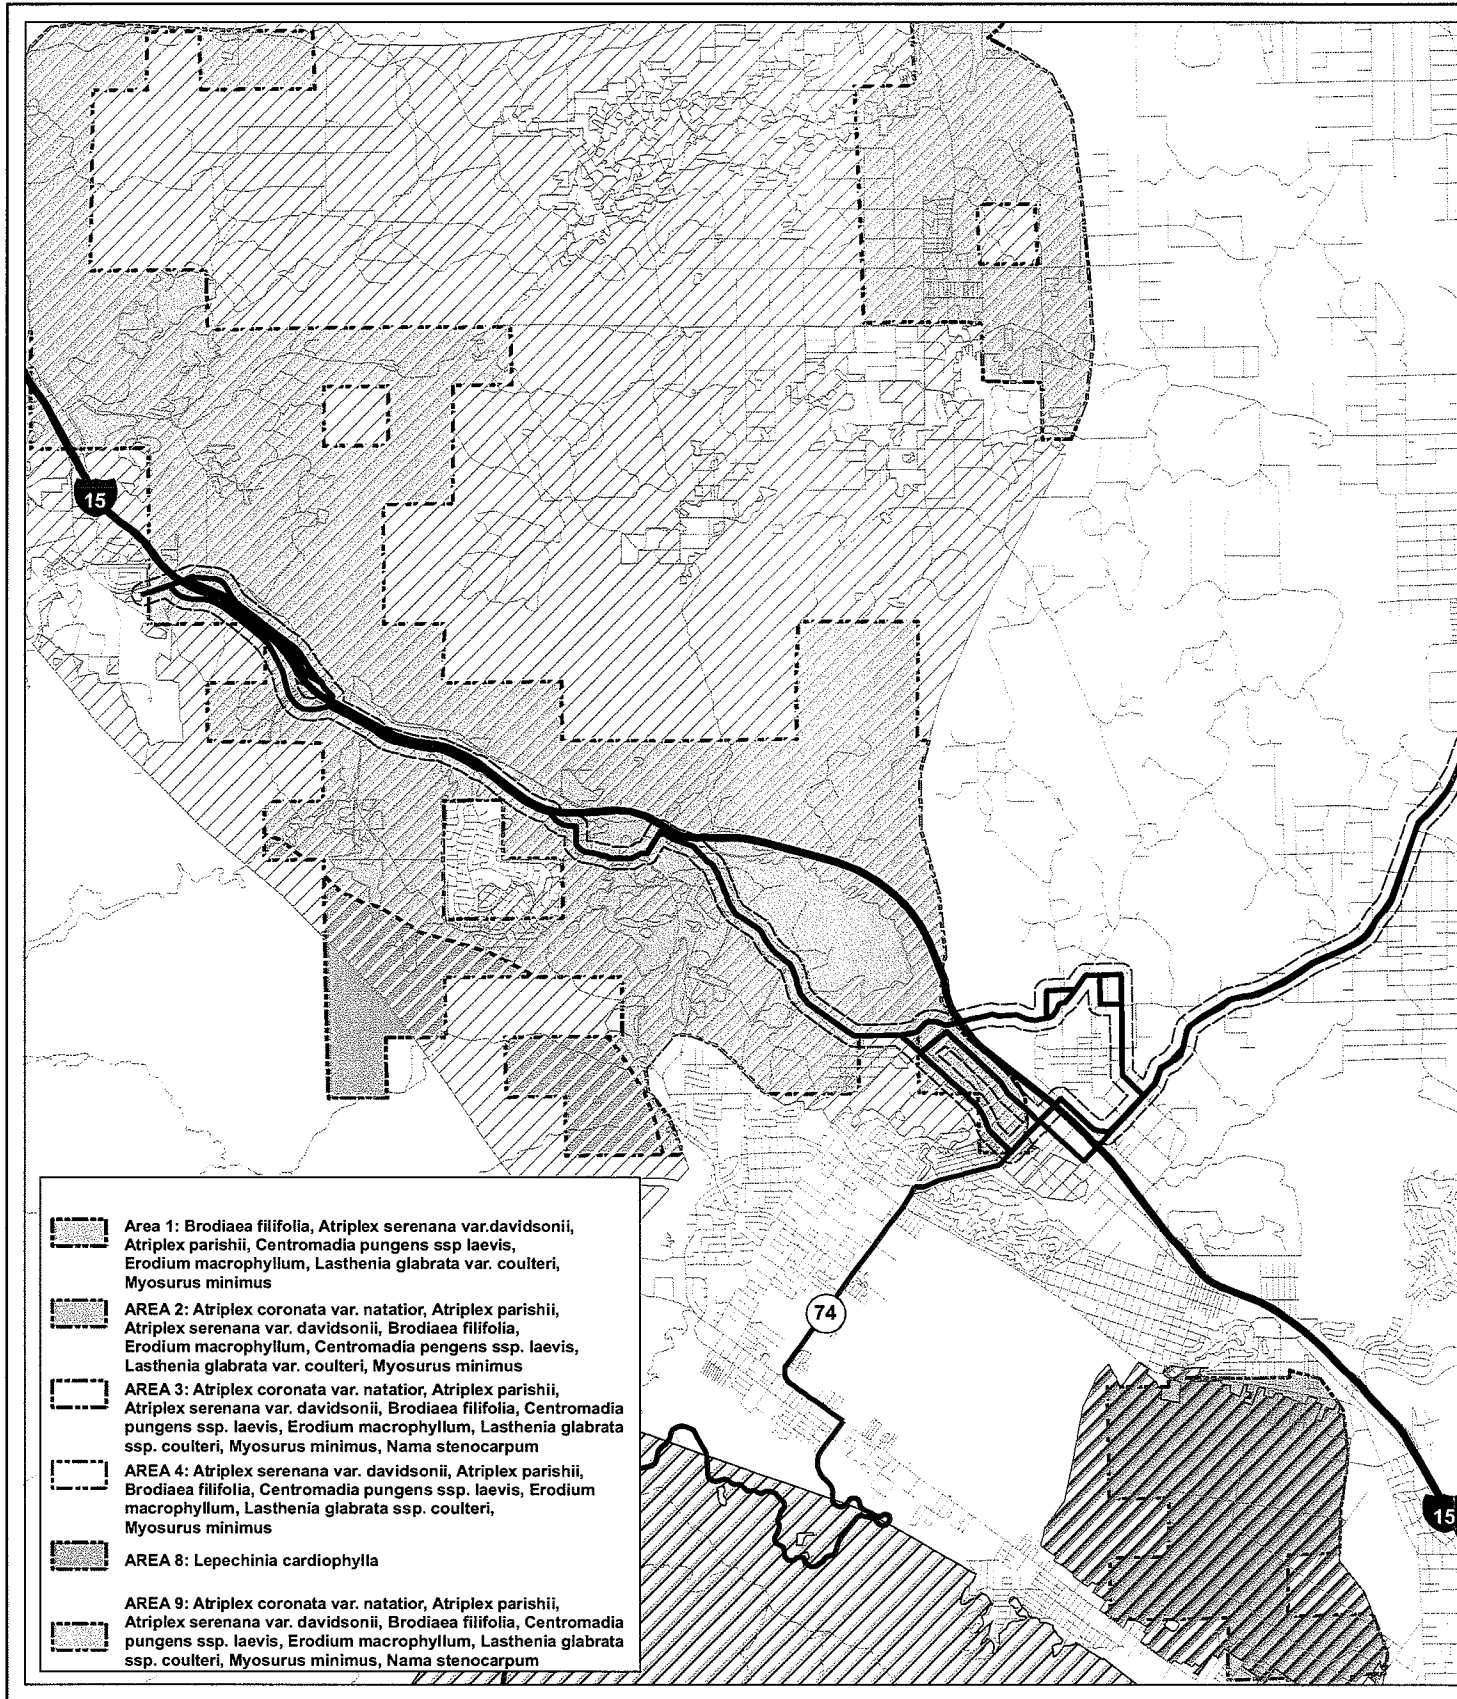 15
Area 1: Brodiaea filifolia, Atriplex serenana var.davidsonii,
Atriplex parishii, Centromadia pungens ssp laevis,
Erodium macrophyllum, Lasthenia glabrata var. coulteri,
Myosurus minimus
AREA 2: Atriplex coronata var. natatior, Atriplex parishii,
Atriplex serenana var. davidsonii, Brodiaea filifolia,
Erodium macrophyllum, Centromadia pengens ssp. laevis,
Lasthenia glabrata var. coulteri, Myosurus minimus
AREA 3: Atriplex coronata var. natatior, Atriplex parishii,
Atriplex serenana var. davidsonii, Brodiaea filifolia, Centromadia
pungens ssp. laevis, Erodium macrophyllum, Lasthenia glabrata
ssp. coulteri, Myosurus minimus, Nama stenocarpum
AREA 4: Atriplex serenana var. davidsonii, Atriplex parishii,
Brodiaea filifolia, Centromadia pungens ssp. laevis, Erodium
macrophyllum, Lasthenia glabrata ssp. coulteri,
Myosurus minimus
AREA 8: Lepechinia cardiophylla
AREA 9: Atriplex coronata var. natatior, Atriplex parishii,
Atriplex serenana var. davidsonii, Brodiaea filifolia, Centromadia
pungens ssp. laevis, Erodium macrophyllum, Lasthenia glabrata
ssp. coulteri, Myosurus minimus, Nama stenocarpum
74
15